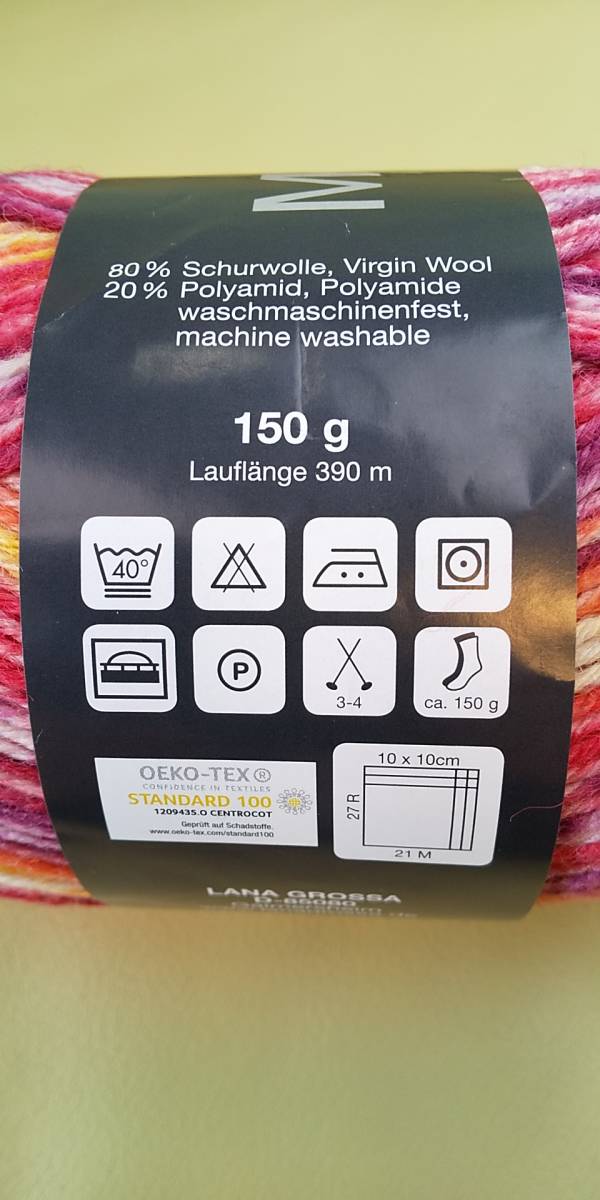 M
80 % Schurwolle, Virgin Wool
20 % Polyamid, Polyamide
waschmaschinenfest,
machine washable
150 g
Lauflänge 390 m
40°
P
3-4
ca. 150 g
OEKO-TEX®
CONFIDENCE IN TEXTILES
STANDARD 100
1209435.O CENTROCOT
Geprüft auf Schadstoffe.
www.oeko-tex.com/standard100
10 x 10cm
27 R
21 M
LANA GROSSA